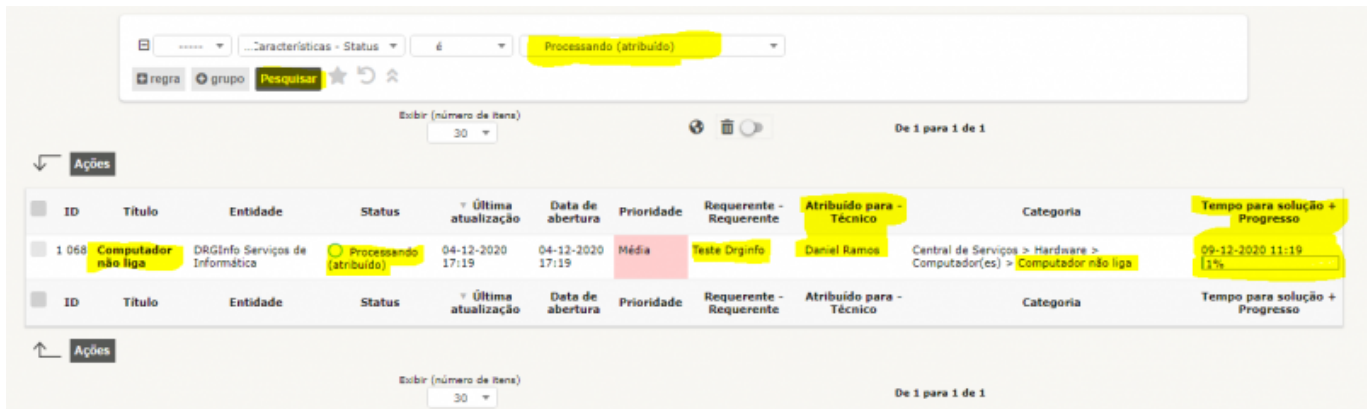 ----- ...Características - Status é Processando (atribuído)
regra grupo Pesquisar
Exibir (número de itens)
30 De 1 para 1 de 1
Ações
ID Título Entidade Status Última atualização Data de abertura Prioridade Requerente - Requerente Atribuído para - Técnico Categoria Tempo para solução + Progresso
1 068 Computador não liga DRGInfo Serviços de Informática Processando (atribuído) 04-12-2020 17:19 04-12-2020 17:19 Média Teste Drginfo Daniel Ramos Central de Serviços > Hardware > Computador(es) > Computador não liga 09-12-2020 11:19 1%
ID Título Entidade Status Última atualização Data de abertura Prioridade Requerente - Requerente Atribuído para - Técnico Categoria Tempo para solução + Progresso
Ações
Exibir (número de itens)
30 De 1 para 1 de 1